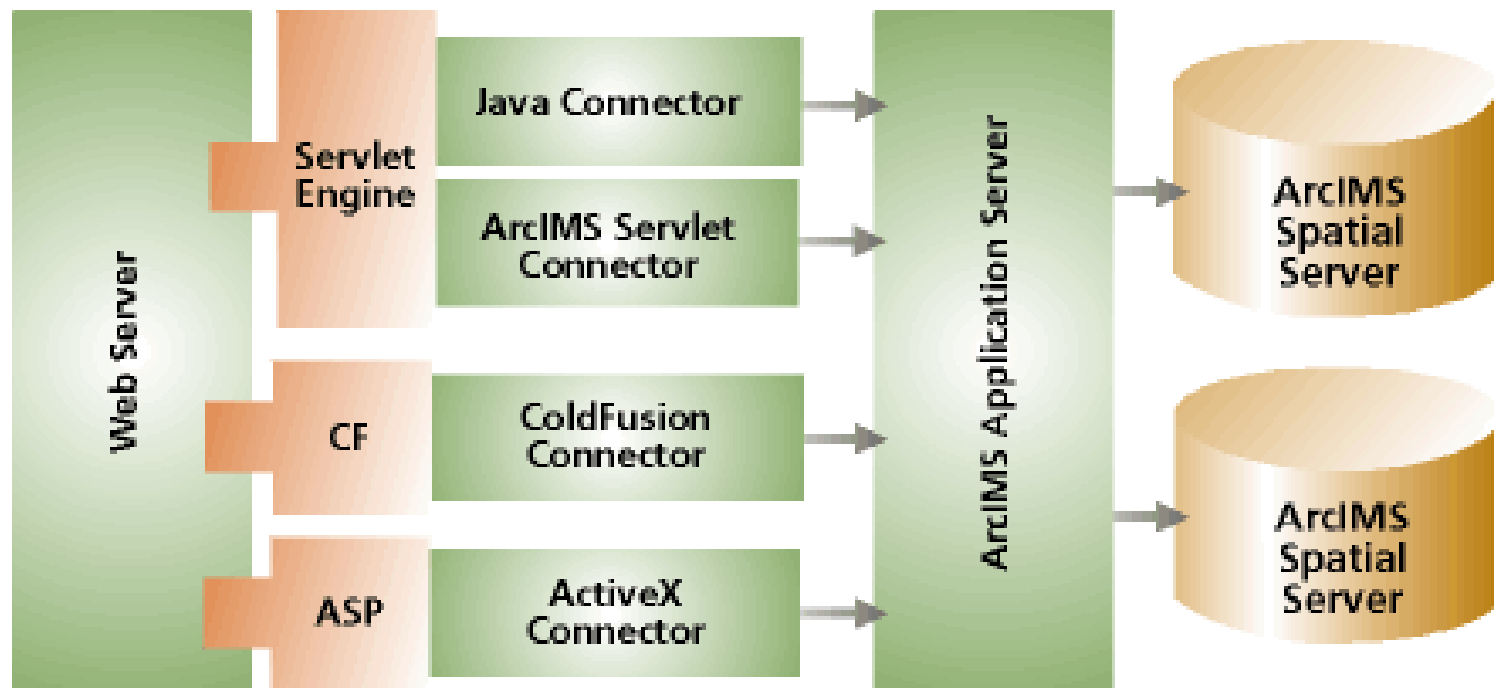 Web Server
Servlet
Engine
Java Connector
ArcIMS Servlet
Connector
CF
ColdFusion
Connector
ASP
ActiveX
Connector
ArcIMS Application Server
ArcIMS
Spatial
Server
ArcIMS
Spatial
Server